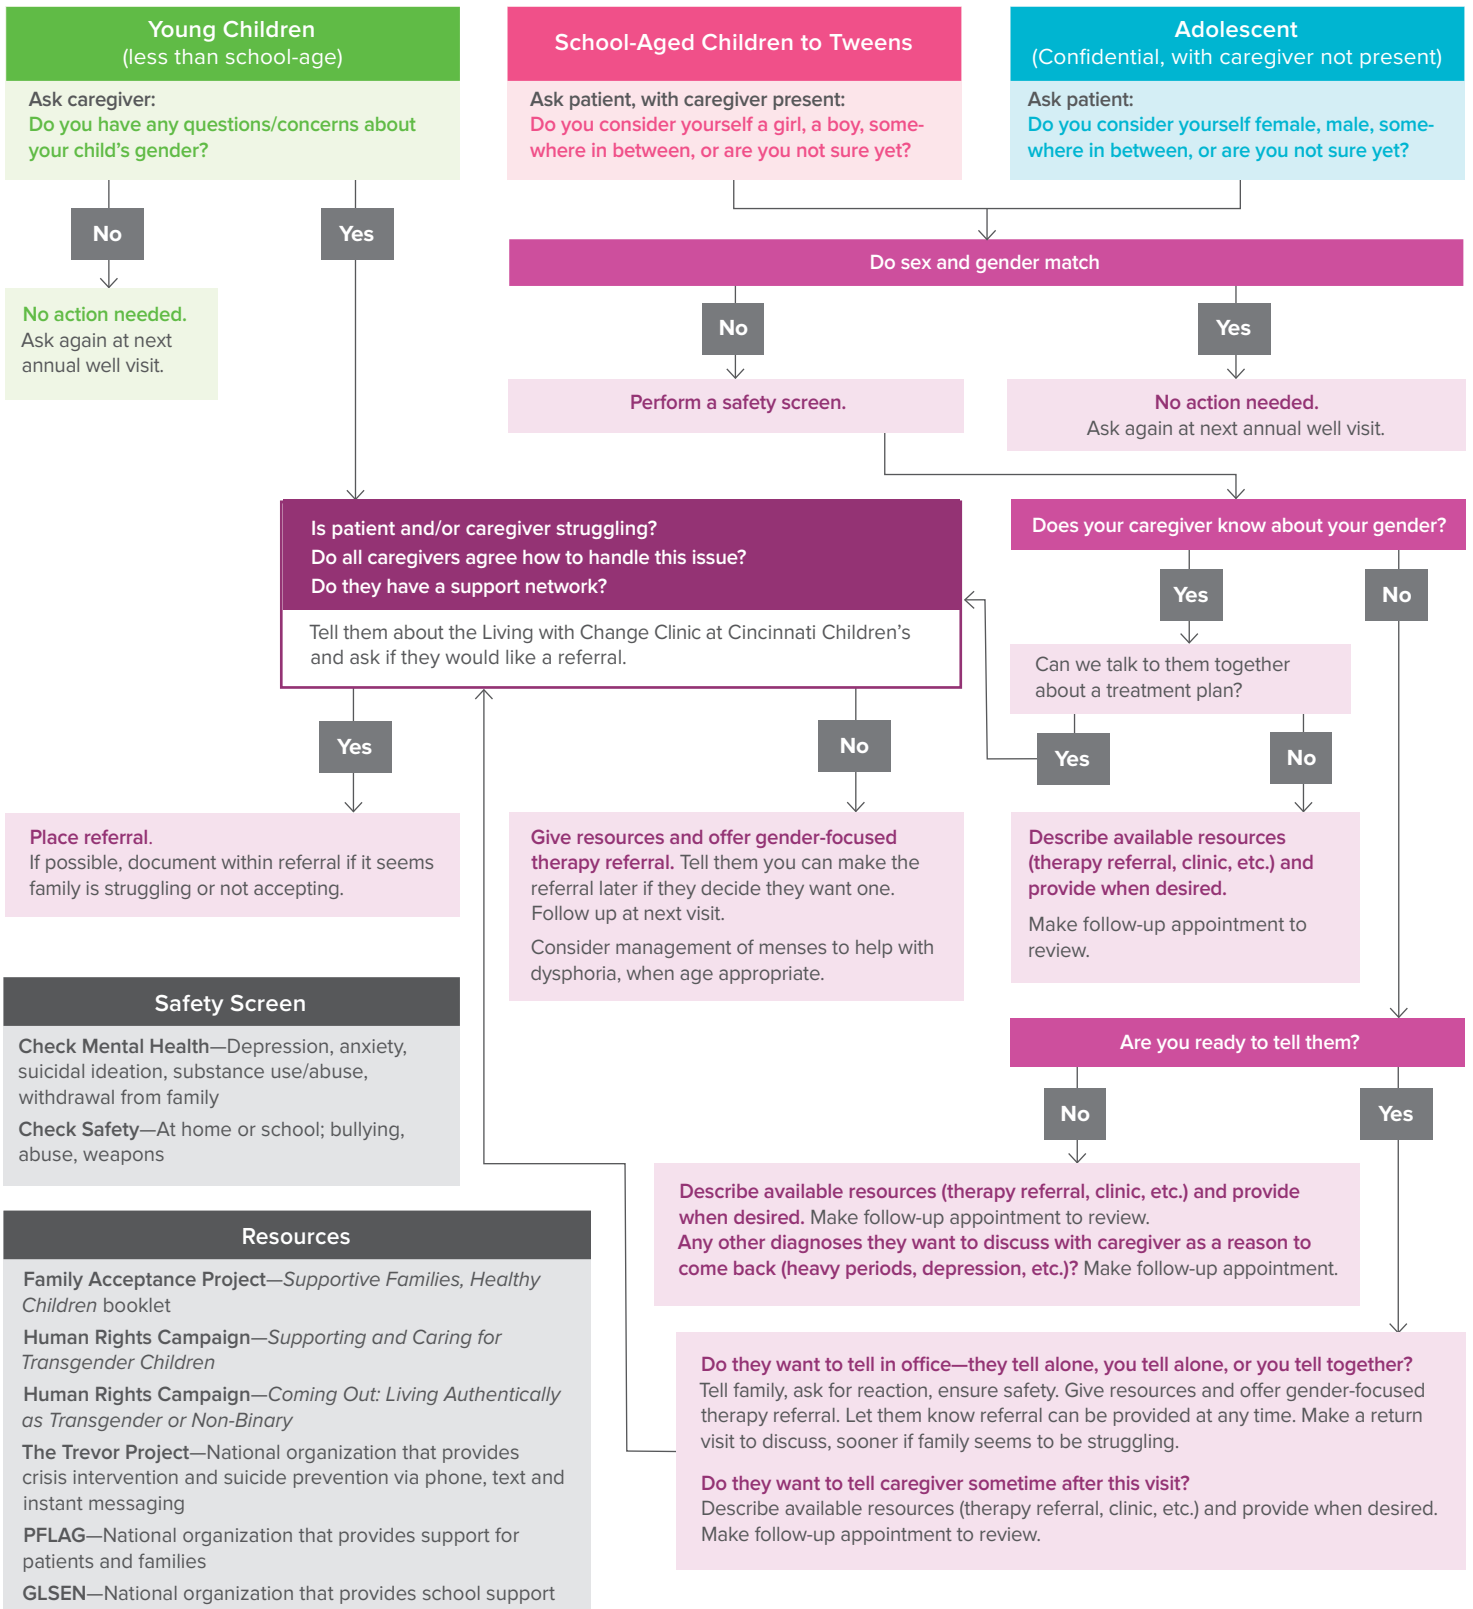 Young Children
(less than school-age)
Ask caregiver:
Do you have any questions/concerns about
your child's gender?
No
Yes
No action needed.
Ask again at next
annual well visit.
School-Aged Children to Tweens
Ask patient, with caregiver present:
Do you consider yourself a girl, a boy, some-
where in between, or are you not sure yet?
Adolescent
(Confidential, with caregiver not present)
Ask patient:
Do you consider yourself female, male, some-
where in between, or are you not sure yet?
Do sex and gender match
No
Yes
Perform a safety screen.
No action needed.
Ask again at next annual well visit.
Is patient and/or caregiver struggling?
Do all caregivers agree how to handle this issue?
Do they have a support network?
Tell them about the Living with Change Clinic at Cincinnati Children's
and ask if they would like a referral.
Yes
No
Place referral.
If possible, document within referral if it seems
family is struggling or not accepting.
Give resources and offer gender-focused
therapy referral. Tell them you can make the
referral later if they decide they want one.
Follow up at next visit.
Consider management of menses to help with
dysphoria, when age appropriate.
Does your caregiver know about your gender?
Yes
No
Can we talk to them together
about a treatment plan?
Yes
No
Describe available resources
(therapy referral, clinic, etc.) and
provide when desired.
Make follow-up appointment to
review.
Are you ready to tell them?
No
Yes
Describe available resources (therapy referral, clinic, etc.) and provide
when desired. Make follow-up appointment to review.
Any other diagnoses they want to discuss with caregiver as a reason to
come back (heavy periods, depression, etc.)? Make follow-up appointment.
Do they want to tell in office—they tell alone, you tell alone, or you tell together?
Tell family, ask for reaction, ensure safety. Give resources and offer gender-focused
therapy referral. Let them know referral can be provided at any time. Make a return
visit to discuss, sooner if family seems to be struggling.
Do they want to tell caregiver sometime after this visit?
Describe available resources (therapy referral, clinic, etc.) and provide when desired.
Make follow-up appointment to review.
Safety Screen
Check Mental Health—Depression, anxiety,
suicidal ideation, substance use/abuse,
withdrawal from family
Check Safety—At home or school; bullying,
abuse, weapons
Resources
Family Acceptance Project—Supportive Families, Healthy
Children booklet
Human Rights Campaign—Supporting and Caring for
Transgender Children
Human Rights Campaign—Coming Out: Living Authentically
as Transgender or Non-Binary
The Trevor Project—National organization that provides
crisis intervention and suicide prevention via phone, text and
instant messaging
PFLAG—National organization that provides support for
patients and families
GLSEN—National organization that provides school support